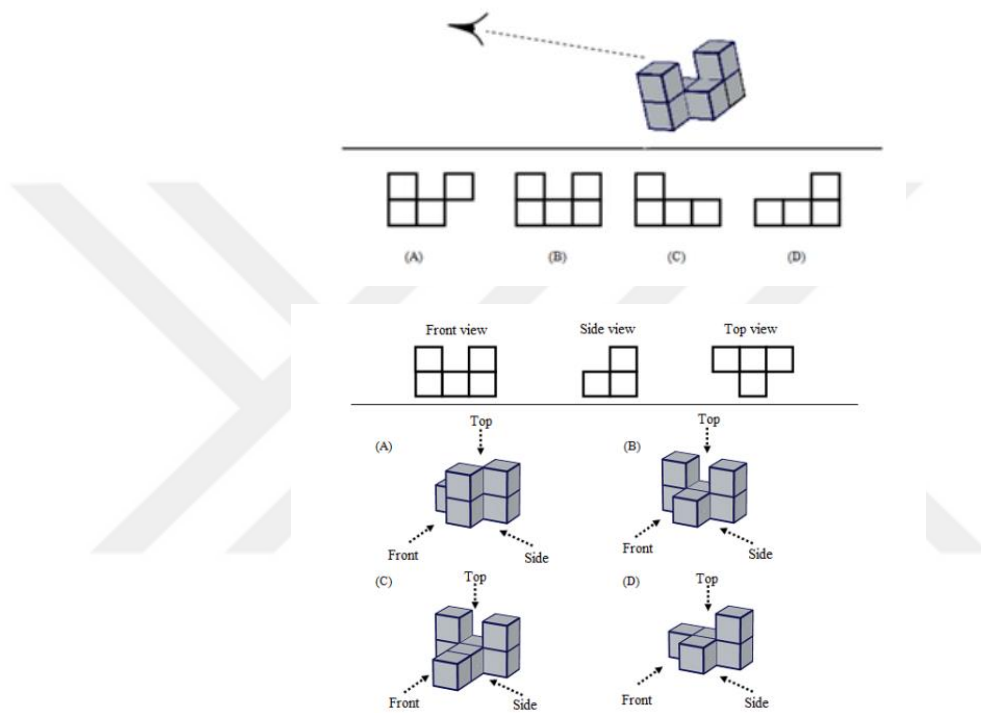 (A) (B) (C) (D)
Front view Side view Top view
Top Top
(A) (B)
Front Side Front Side
Top Top
(C) (D)
Front Side Front Side